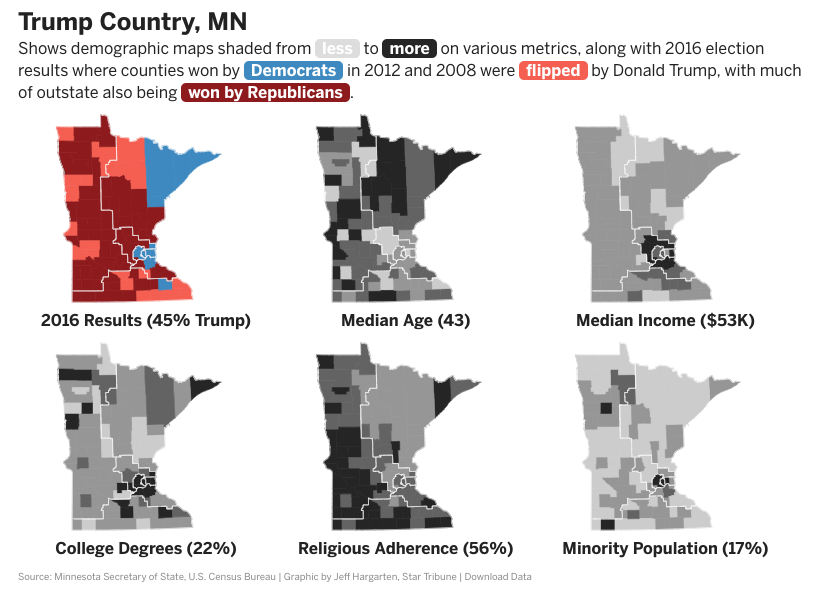 Trump Country, MN
Shows demographic maps shaded from less to more on various metrics, along with 2016 election
results where counties won by Democrats in 2012 and 2008 were flipped by Donald Trump, with much
of outstate also being won by Republicans.
2016 Results (45% Trump)
Median Age (43)
Median Income ($53K)
College Degrees (22%)
Religious Adherence (56%)
Minority Population (17%)
Source: Minnesota Secretary of State, U.S. Census Bureau | Graphic by Jeff Hargarten, Star Tribune | Download Data